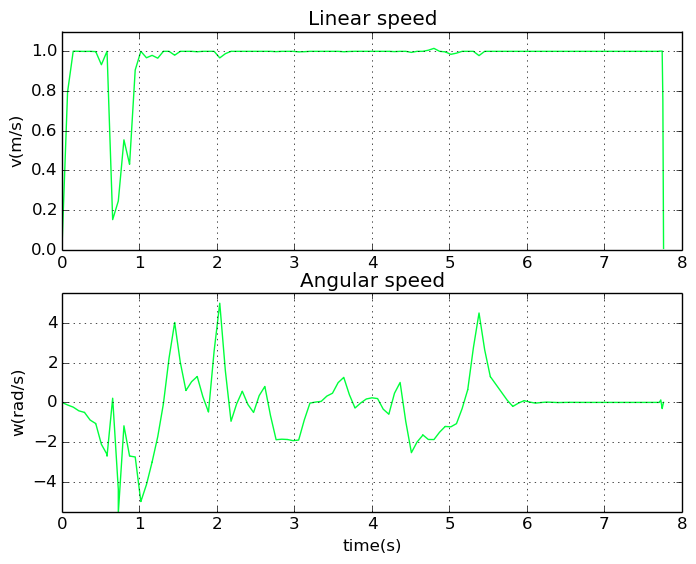 Linear speed
v(m/s)
1.0
0.8
0.6
0.4
0.2
0.0
0 1 2 3 4 5 6 7 8
Angular speed
w(rad/s)
4
2
0
−2
−4
0 1 2 3 4 5 6 7 8
time(s)